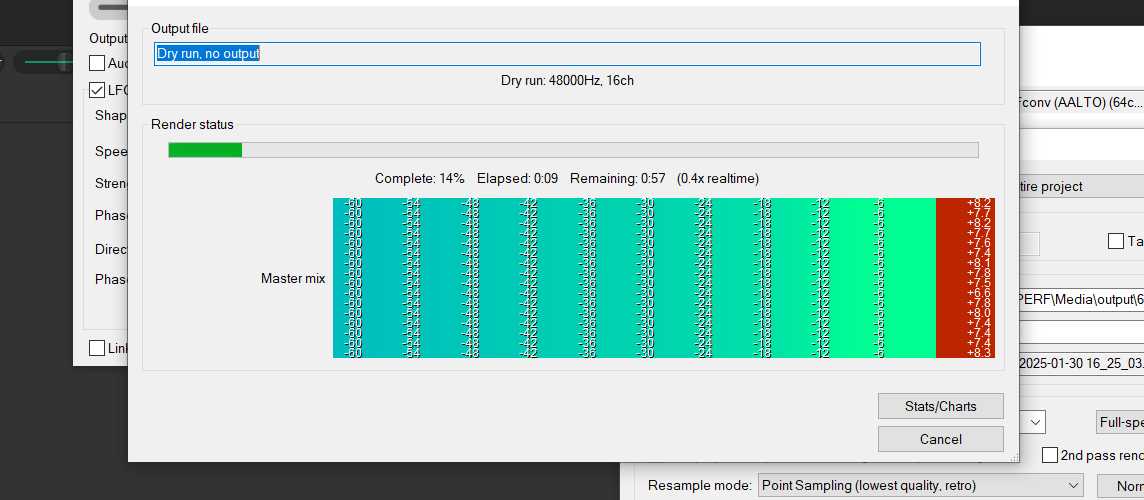 Output file
Output
Dry run, no output
Dry run: 48000Hz, 16ch
Fconv (AALTO) (64c...
LFO
Shap
Render status
Spee
Complete: 14% Elapsed: 0:09 Remaining: 0:57 (0.4x realtime)
Stren
tire project
-60 -54 -48 -42 -36 -30 -24 -18 -12 -6 +8.2
-60 -54 -48 -42 -36 -30 -24 -18 -12 -6 +7.7
-60 -54 -48 -42 -36 -30 -24 -18 -12 -6 +8.2
-60 -54 -48 -42 -36 -30 -24 -18 -12 -6 +7.7
-60 -54 -48 -42 -36 -30 -24 -18 -12 -6 +7.6
-60 -54 -48 -42 -36 -30 -24 -18 -12 -6 +7.4
-60 -54 -48 -42 -36 -30 -24 -18 -12 -6 +8.1
-60 -54 -48 -42 -36 -30 -24 -18 -12 -6 +7.8
-60 -54 -48 -42 -36 -30 -24 -18 -12 -6 +7.5
-60 -54 -48 -42 -36 -30 -24 -18 -12 -6 +6.6
-60 -54 -48 -42 -36 -30 -24 -18 -12 -6 +7.8
-60 -54 -48 -42 -36 -30 -24 -18 -12 -6 +8.0
-60 -54 -48 -42 -36 -30 -24 -18 -12 -6 +7.4
-60 -54 -48 -42 -36 -30 -24 -18 -12 -6 +7.4
-60 -54 -48 -42 -36 -30 -24 -18 -12 -6 +7.4
-60 -54 -48 -42 -36 -30 -24 -18 -12 -6 +8.3
Phas
Direc
Ta
Master mix
Phas
PERF\Media\output\6
Link
2025-01-30 16_25_03.
Stats/Charts
Full-spe
Cancel
2nd pass rend
Resample mode: Point Sampling (lowest quality, retro)
Norn